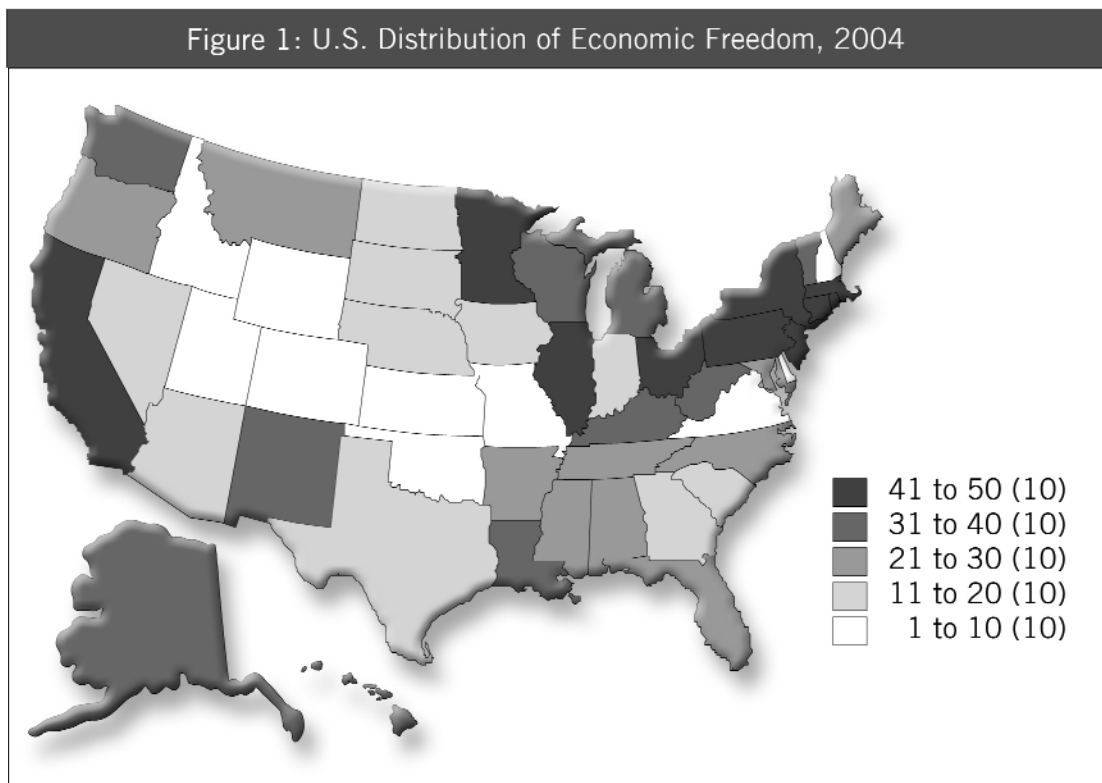 Figure 1: U.S. Distribution of Economic Freedom, 2004
41 to 50 (10)
31 to 40 (10)
21 to 30 (10)
11 to 20 (10)
1 to 10 (10)